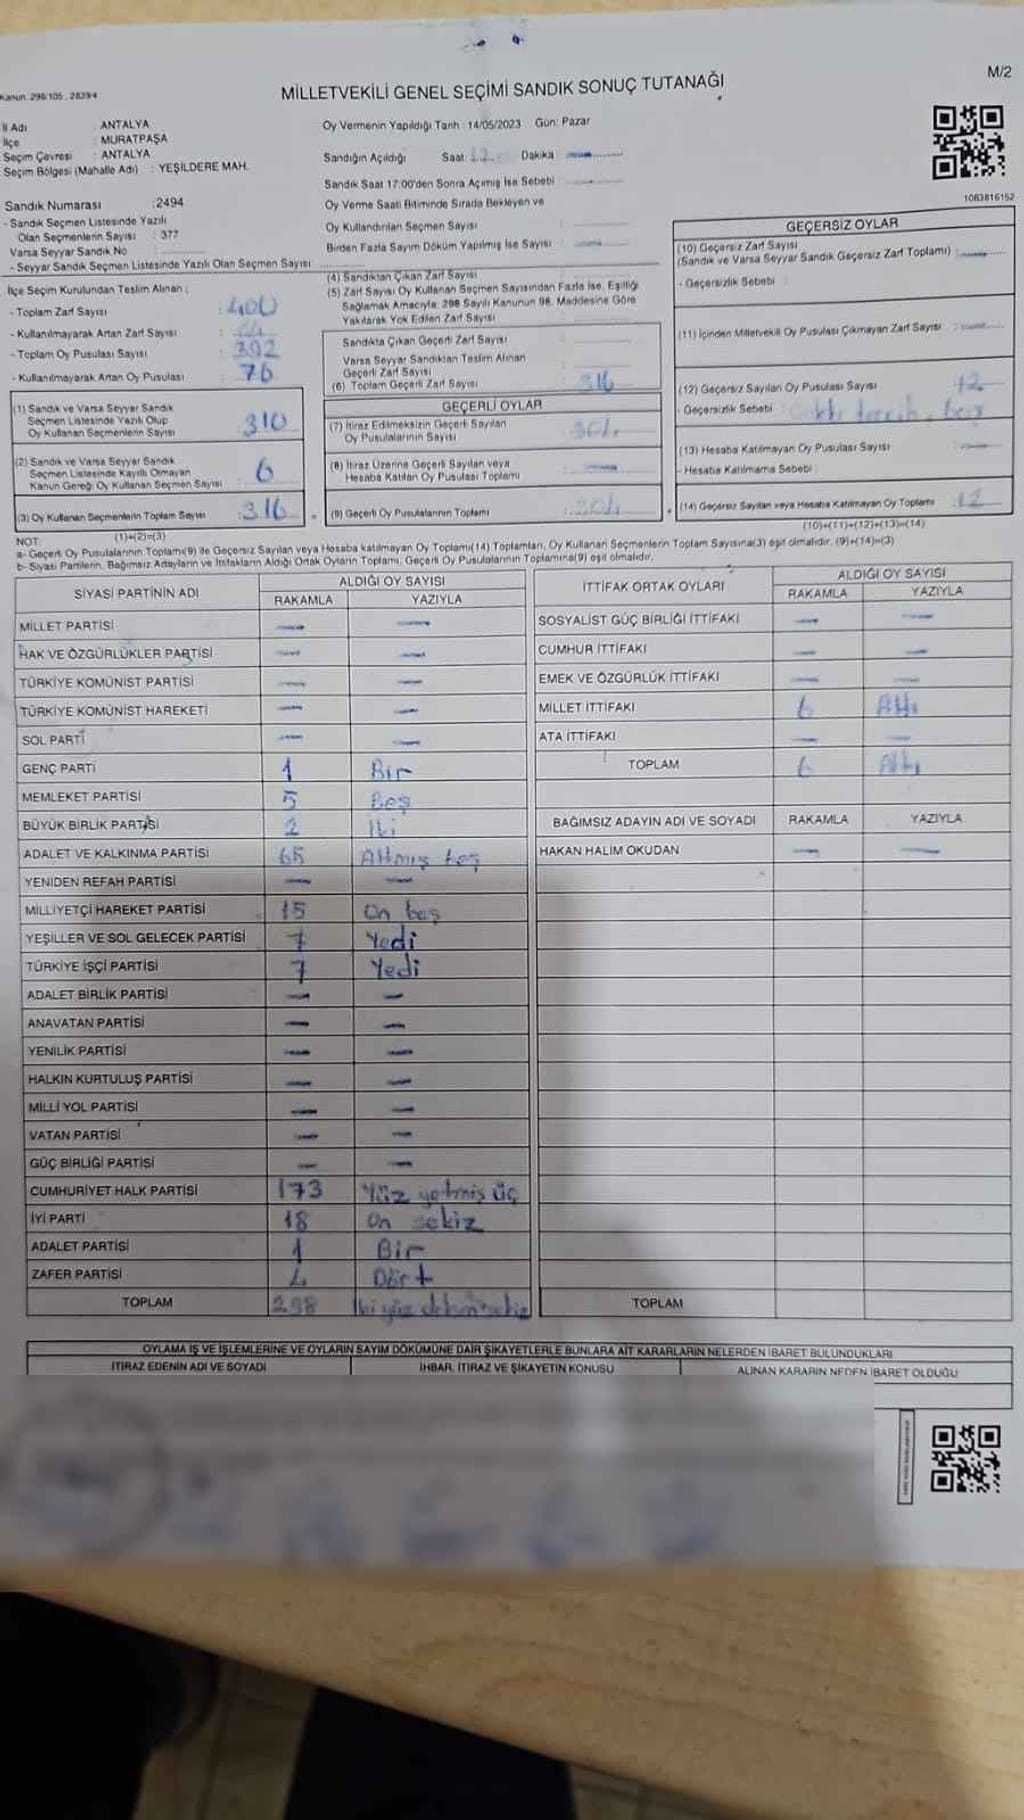 M/2
Kanun. 298/105 , 2839/4
MİLLETVEKİLİ GENEL SEÇİMİ SANDIK SONUÇ TUTANAĞI
İl Adı : ANTALYA
İlçe : MURATPAŞA
Seçim Çevresi : ANTALYA
Seçim Bölgesi (Mahalle Adı) : YEŞİLDERE MAH.
Sandık Numarası :2494
- Sandık Seçmen Listesinde Yazılı
Olan Seçmenlerin Sayısı : 377
Varsa Seyyar Sandık No
- Seyyar Sandık Seçmen Listesinde Yazılı Olan Seçmen Sayısı
Oy Vermenin Yapıldığı Tarih : 14/05/2023 Gün: Pazar
Sandığın Açıldığı Saat: Dakika
Sandık Saat 17:00'den Sonra Açımış İse Sebebi :
Oy Verme Saati Bitiminde Sırada Bekleyen ve
Oy Kullandırılan Seçmen Sayısı
Birden Fazla Sayım Döküm Yapılmış İse Sayısı :
1083816152
İlçe Seçim Kurulundan Teslim Alınan ;
- Toplam Zarf Sayısı : 400
- Kullanılmayarak Artan Zarf Sayısı :
- Toplam Oy Pusulası Sayısı : 392
- Kullanılmayarak Artan Oy Pusulası : 76
(1) Sandık ve Varsa Seyyar Sandık
Seçmen Listesinde Yazılı Olup
Oy Kullanan Seçmenlerin Sayısı : 310
(2) Sandık ve Varsa Seyyar Sandık
Seçmen Listesinde Kayıtlı Olmayan
Kanun Gereği Oy Kullanan Seçmen Sayısı : 6
(3) Oy Kullanan Seçmenlerin Toplam Sayısı : 316
(1)+(2)=(3)
(4) Sandıktan Çıkan Zarf Sayısı
(5) Zarf Sayısı Oy Kullanan Seçmen Sayısından Fazla İse, Eşitliği
Sağlamak Amacıyla, 298 Sayılı Kanunun 98. Maddesine Göre
Yakılarak Yok Edilen Zarf Sayısı
Sandıkta Çıkan Geçerli Zarf Sayısı
Varsa Seyyar Sandıktan Teslim Alınan
Geçerli Zarf Sayısı
(6) Toplam Geçerli Zarf Sayısı : 316
GEÇERLİ OYLAR
(7) İtiraz Edilmeksizin Geçerli Sayılan
Oy Pusulalarının Sayısı : 304
(8) İtiraz Üzerine Geçerli Sayılan veya
Hesaba Katılan Oy Pusulası Toplamı
(9) Geçerli Oy Pusulalarının Toplamı : 304
GEÇERSİZ OYLAR
(10) Geçersiz Zarf Sayısı
(Sandık ve Varsa Seyyar Sandık Geçersiz Zarf Toplamı)
- Geçersizlik Sebebi :
(11) İçinden Milletvekili Oy Pusulası Çıkmayan Zarf Sayısı
(12) Geçersiz Sayılan Oy Pusulası Sayısı 12
- Geçersizlik Sebebi :
(13) Hesaba Katılmayan Oy Pusulası Sayısı :
- Hesaba Katılmama Sebebi :
(14) Geçersiz Sayılan veya Hesaba Katılmayan Oy Toplamı 12
(10)+(11)+(12)+(13)=(14)
NOT:
a- Geçerli Oy Pusulalarının Toplamı(9) ile Geçersiz Sayılan veya Hesaba katılmayan Oy Toplamı(14) Toplamları, Oy Kullanan Seçmenlerin Toplam Sayısına(3) eşit olmalıdır. (9)+(14)=(3)
b- Siyasi Partilerin, Bağımsız Adayların ve İttifakların Aldığı Ortak Oyların Toplamı; Geçerli Oy Pusulalarının Toplamına(9) eşit olmalıdır.
SİYASİ PARTİNİN ADI ALDIĞI OY SAYISI
RAKAMLA YAZIYLA
MİLLET PARTİSİ
HAK VE ÖZGÜRLÜKLER PARTİSİ
TÜRKİYE KOMÜNİST PARTİSİ
TÜRKİYE KOMÜNİST HAREKETİ
SOL PARTİ
GENÇ PARTİ 1 Bir
MEMLEKET PARTİSİ 5 Beş
BÜYÜK BİRLİK PARTİSİ 2 İki
ADALET VE KALKINMA PARTİSİ 65 Altmış beş
YENİDEN REFAH PARTİSİ
MİLLİYETÇİ HAREKET PARTİSİ 15 On beş
YEŞİLLER VE SOL GELECEK PARTİSİ 7 Yedi
TÜRKİYE İŞÇİ PARTİSİ 7 Yedi
ADALET BİRLİK PARTİSİ
ANAVATAN PARTİSİ
YENİLİK PARTİSİ
HALKIN KURTULUŞ PARTİSİ
MİLLİ YOL PARTİSİ
VATAN PARTİSİ
GÜÇ BİRLİĞİ PARTİSİ
CUMHURİYET HALK PARTİSİ 173 Yüz yetmiş üç
İYİ PARTİ 18 On sekiz
ADALET PARTİSİ 1 Bir
ZAFER PARTİSİ 4 Dört
TOPLAM 298
İTTİFAK ORTAK OYLARI ALDIĞI OY SAYISI
RAKAMLA YAZIYLA
SOSYALİST GÜÇ BİRLİĞİ İTTİFAKI
CUMHUR İTTİFAKI
EMEK VE ÖZGÜRLÜK İTTİFAKI
MİLLET İTTİFAKI 6 Altı
ATA İTTİFAKI
TOPLAM 6 Altı
BAĞIMSIZ ADAYIN ADI VE SOYADI RAKAMLA YAZIYLA
HAKAN HALİM OKUDAN
TOPLAM
OYLAMA İŞ VE İŞLEMLERİNE VE OYLARIN SAYIM DÖKÜMÜNE DAİR ŞİKAYETLERLE BUNLARA AİT KARARLARIN NELERDEN İBARET BULUNDUKLARI
İTİRAZ EDENİN ADI VE SOYADI İHBAR, İTİRAZ VE ŞİKAYETİN KONUSU ALINAN KARARIN NEDEN İBARET OLDUĞU